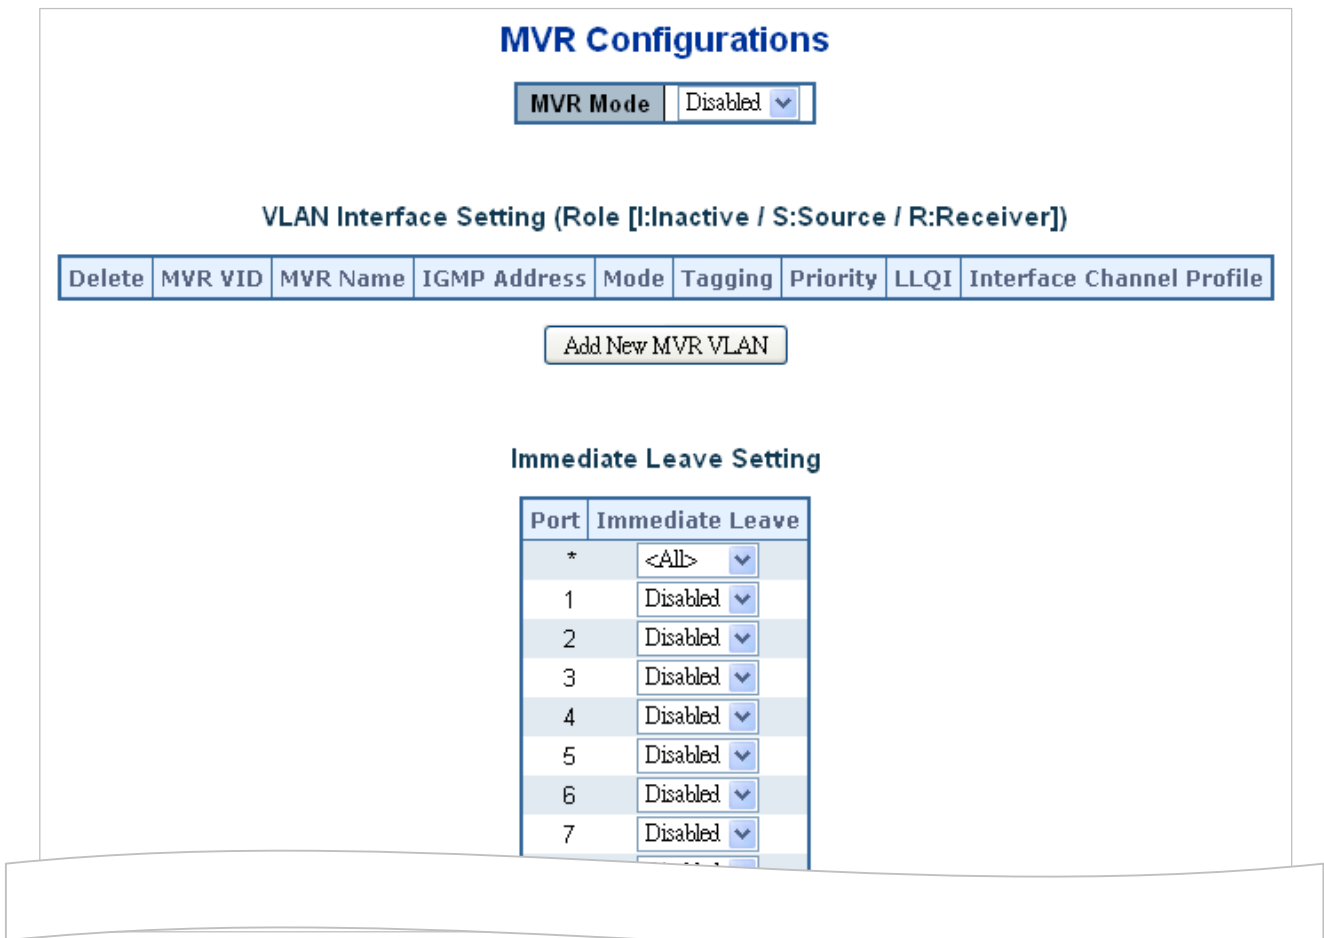 MVR Configurations
MVR Mode Disabled
VLAN Interface Setting (Role [I:Inactive / S:Source / R:Receiver])
Delete MVR VID MVR Name IGMP Address Mode Tagging Priority LLQI Interface Channel Profile
Add New MVR VLAN
Immediate Leave Setting
Port Immediate Leave
* <All>
1 Disabled
2 Disabled
3 Disabled
4 Disabled
5 Disabled
6 Disabled
7 Disabled